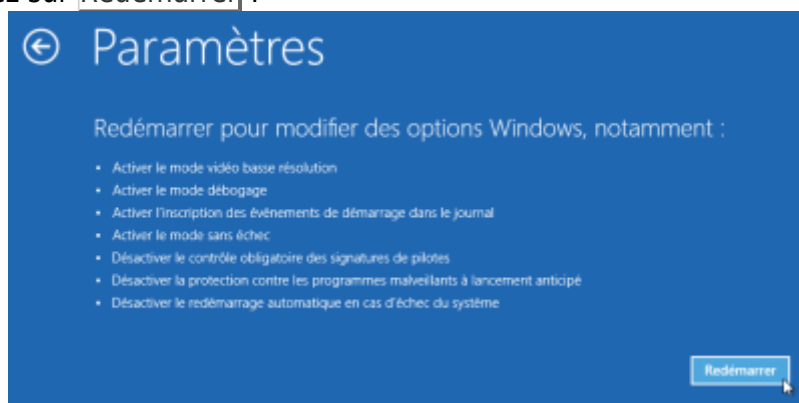 sur Redémarrer .
Paramètres
Redémarrer pour modifier des options Windows, notamment :
• Activer le mode vidéo basse résolution
• Activer le mode débogage
• Activer l'inscription des événements de démarrage dans le journal
• Activer le mode sans échec
• Désactiver le contrôle obligatoire des signatures de pilotes
• Désactiver la protection contre les programmes malveillants à lancement anticipé
• Désactiver le redémarrage automatique en cas d'échec du système
Redémarrer